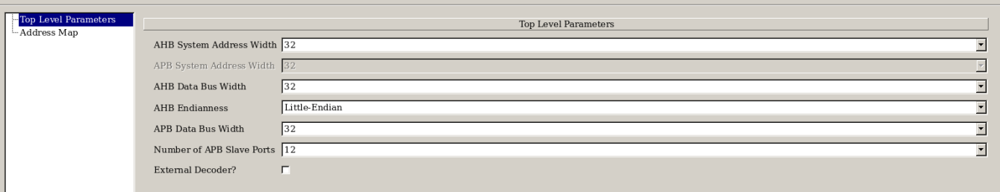 Top Level Parameters
Address Map
Top Level Parameters
AHB System Address Width 32
APB System Address Width 32
AHB Data Bus Width 32
AHB Endianness Little-Endian
APB Data Bus Width 32
Number of APB Slave Ports 12
External Decoder?